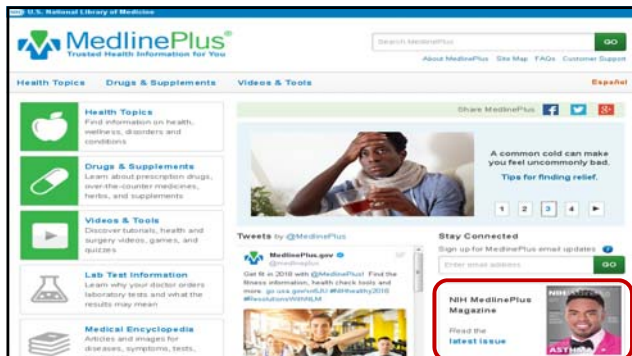 U.S. National Library of Medicine
MedlinePlus®
Trusted Health Information for You
Search MedlinePlus
GO
About MedlinePlus Site Map FAQs Customer Support
Health Topics Drugs & Supplements Videos & Tools
Español
Health Topics
Find information on health,
wellness, disorders and
conditions
Drugs & Supplements
Learn about prescription drugs,
over-the-counter medicines,
herbs, and supplements
Videos & Tools
Discover tutorials, health and
surgery videos, games, and
quizzes
Lab Test Information
Learn why your doctor orders
laboratory tests and what the
results may mean
Medical Encyclopedia
Articles and images for
diseases, symptoms, tests,
Share MedlinePlus
A common cold can make
you feel uncommonly bad.
Tips for finding relief.
1 2 3 4
Tweets by @MedlinePlus
MedlinePlus.gov
@medlineplus
Get fit in 2018 with @MedlinePlus! Find the
fitness information, health check tools and
more.
#NIHhealthy2018
#ResolutionsWithNLM
Stay Connected
Sign up for MedlinePlus email updates
Enter email address
GO
NIH MedlinePlus
Magazine
Read the
latest issue
NIH
ASTHMA